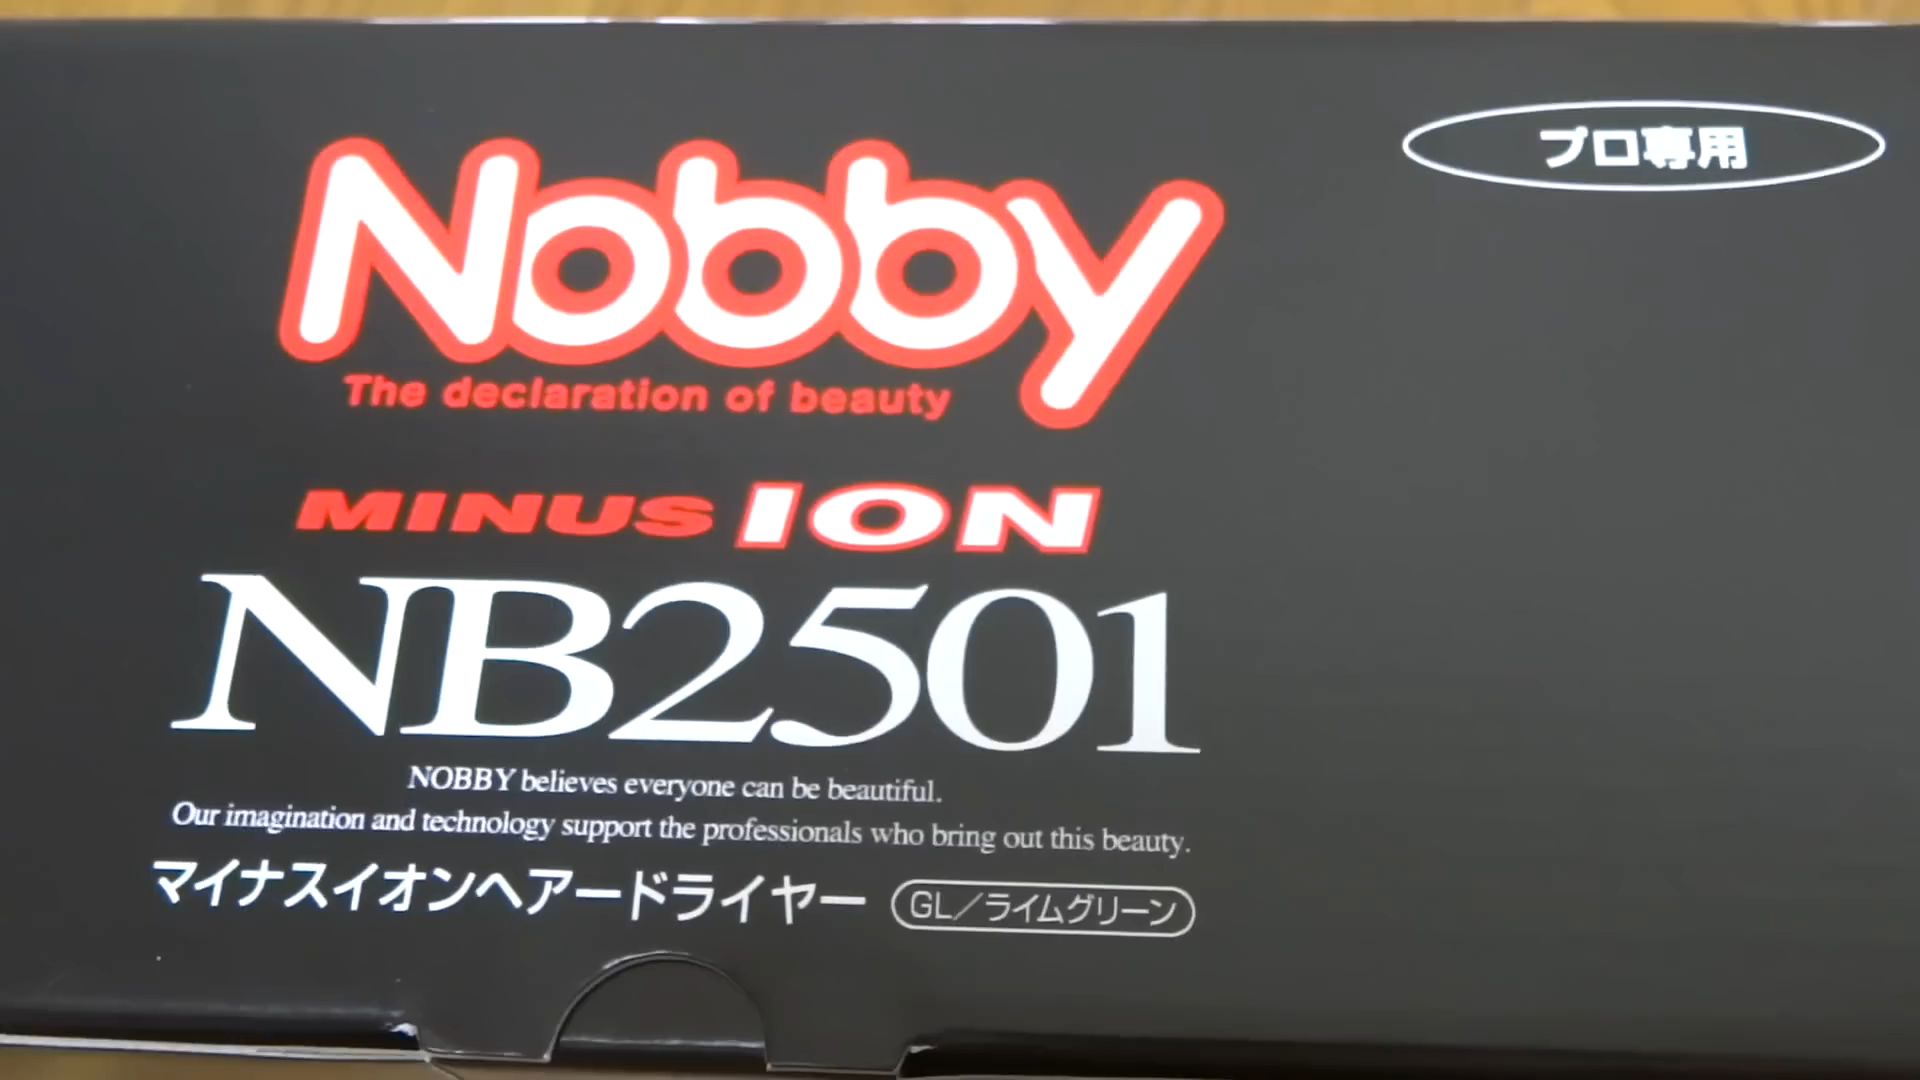 プロ専用
Nobby
The declaration of beauty
MINUS ION
NB2501
NOBBY believes everyone can be beautiful.
Our imagination and technology support the professionals who bring out this beauty.
マイナスイオンヘアードライヤー GL/ライムグリーン